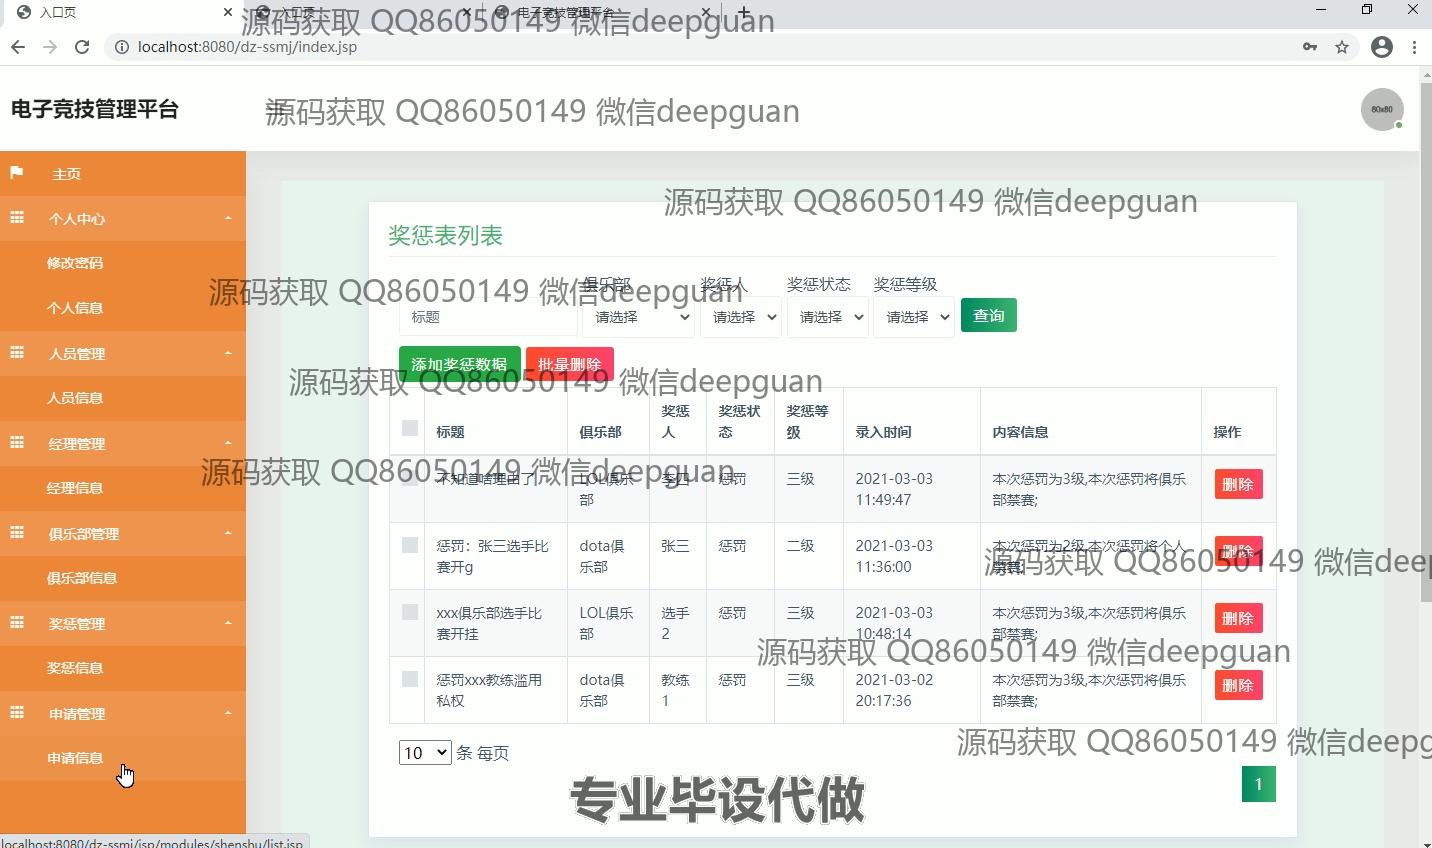 入口页
入口页
电子竞技管理平台
源码获取 QQ86050149 微信deepguan
localhost:8080/dz-ssmj/index.jsp
电子竞技管理平台
源码获取 QQ86050149 微信deepguan
80x80
主页
个人中心
修改密码
个人信息
人员管理
人员信息
经理管理
经理信息
俱乐部管理
俱乐部信息
奖惩管理
奖惩信息
申请管理
申请信息
源码获取 QQ86050149 微信deepguan
奖惩表列表
俱乐部 奖惩人 奖惩状态 奖惩等级
源码获取 QQ86050149 微信deepguan
标题 请选择 请选择 请选择 请选择 查询
添加奖惩数据 批量删除
源码获取 QQ86050149 微信deepguan
标题 俱乐部 奖惩人 奖惩状态 奖惩等级 录入时间 内容信息 操作
源码获取 QQ86050149 微信deepguan
不知道啥理由了 LOL俱乐部 李四 惩罚 三级 2021-03-03 11:49:47 本次惩罚为3级,本次惩罚将俱乐部禁赛; 删除
惩罚：张三选手比赛开g dota俱乐部 张三 惩罚 二级 2021-03-03 11:36:00 本次惩罚为2级,本次惩罚将个人禁赛; 删除
源码获取 QQ86050149 微信deep
xxx俱乐部选手比赛开挂 LOL俱乐部 选手2 惩罚 三级 2021-03-03 10:48:14 本次惩罚为3级,本次惩罚将俱乐部禁赛; 删除
源码获取 QQ86050149 微信deepguan
惩罚xxx教练滥用私权 dota俱乐部 教练1 惩罚 三级 2021-03-02 20:17:36 本次惩罚为3级,本次惩罚将俱乐部禁赛; 删除
源码获取 QQ86050149 微信deepg
10 条 每页
1
专业毕设代做
localhost:8080/dz-ssmj/jsp/modules/shenshu/list.jsp